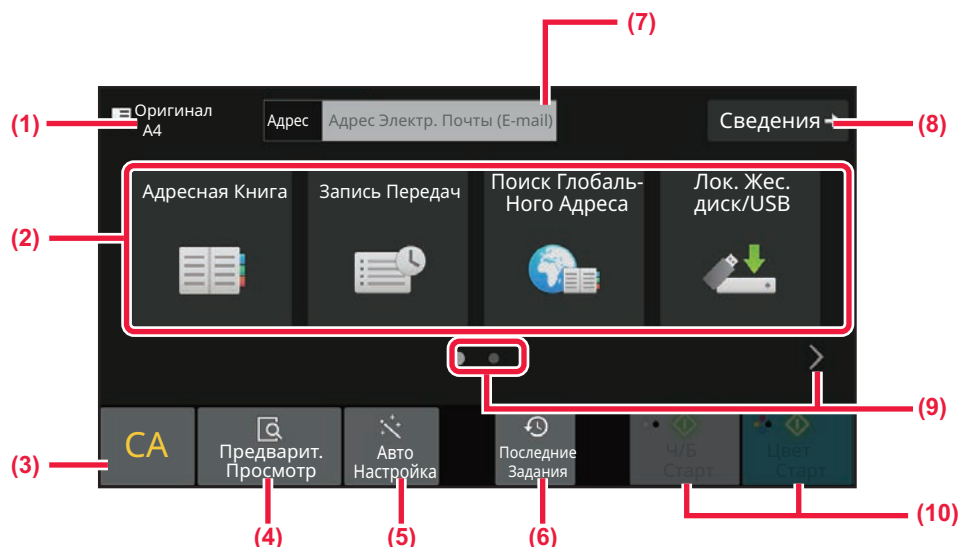 (7)
(1)
Оригинал
A4
Адрес
Адрес Электр. Почты (E-mail)
Сведения
(8)
(2)
Адресная Книга
Запись Передач
Поиск Глобаль-
Ного Адреса
Лок. Жес.
диск/USB
(9)
(3)
CA
Предварит.
Просмотр
Авто
Настройка
Последние
Задания
Ч/Б
Старт
Цвет
Старт
(10)
(4)
(5)
(6)